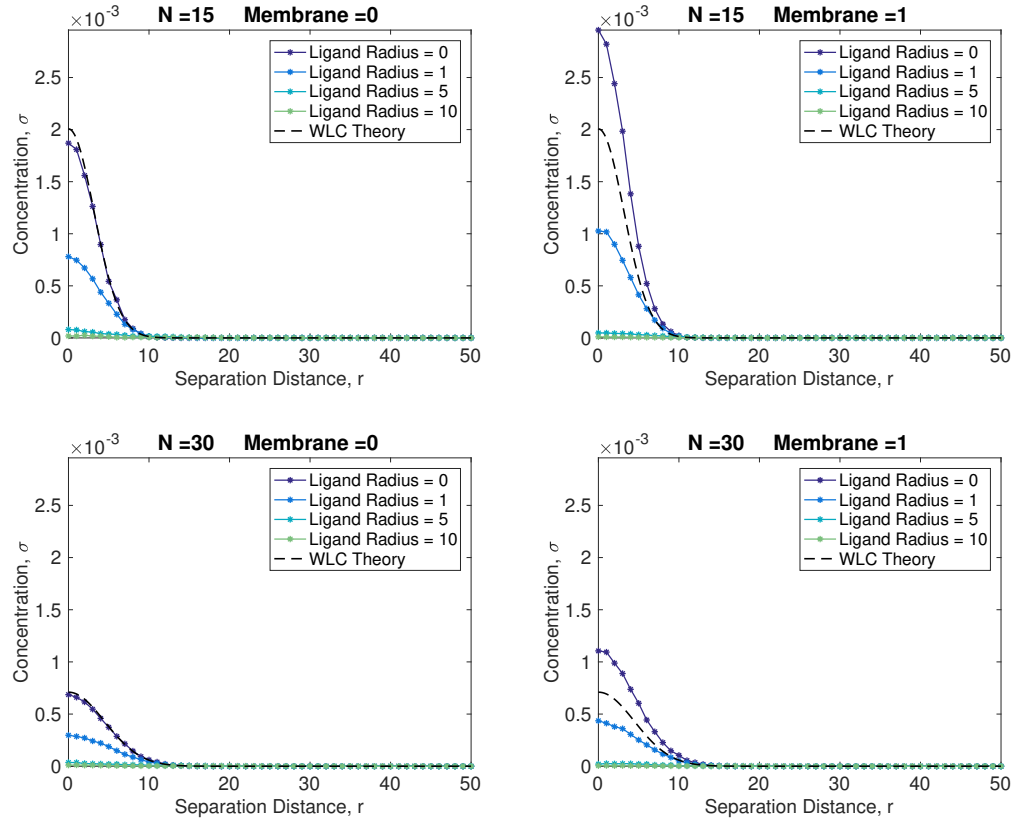 ×10⁻³
N =15 Membrane =0
Concentration, σ
2.5
2
1.5
1
0.5
0
0 10 20 30 40 50
Separation Distance, r
Ligand Radius = 0
Ligand Radius = 1
Ligand Radius = 5
Ligand Radius = 10
WLC Theory
×10⁻³
N =15 Membrane =1
Concentration, σ
2.5
2
1.5
1
0.5
0
0 10 20 30 40 50
Separation Distance, r
Ligand Radius = 0
Ligand Radius = 1
Ligand Radius = 5
Ligand Radius = 10
WLC Theory
×10⁻³
N =30 Membrane =0
Concentration, σ
2.5
2
1.5
1
0.5
0
0 10 20 30 40 50
Separation Distance, r
Ligand Radius = 0
Ligand Radius = 1
Ligand Radius = 5
Ligand Radius = 10
WLC Theory
×10⁻³
N =30 Membrane =1
Concentration, σ
2.5
2
1.5
1
0.5
0
0 10 20 30 40 50
Separation Distance, r
Ligand Radius = 0
Ligand Radius = 1
Ligand Radius = 5
Ligand Radius = 10
WLC Theory